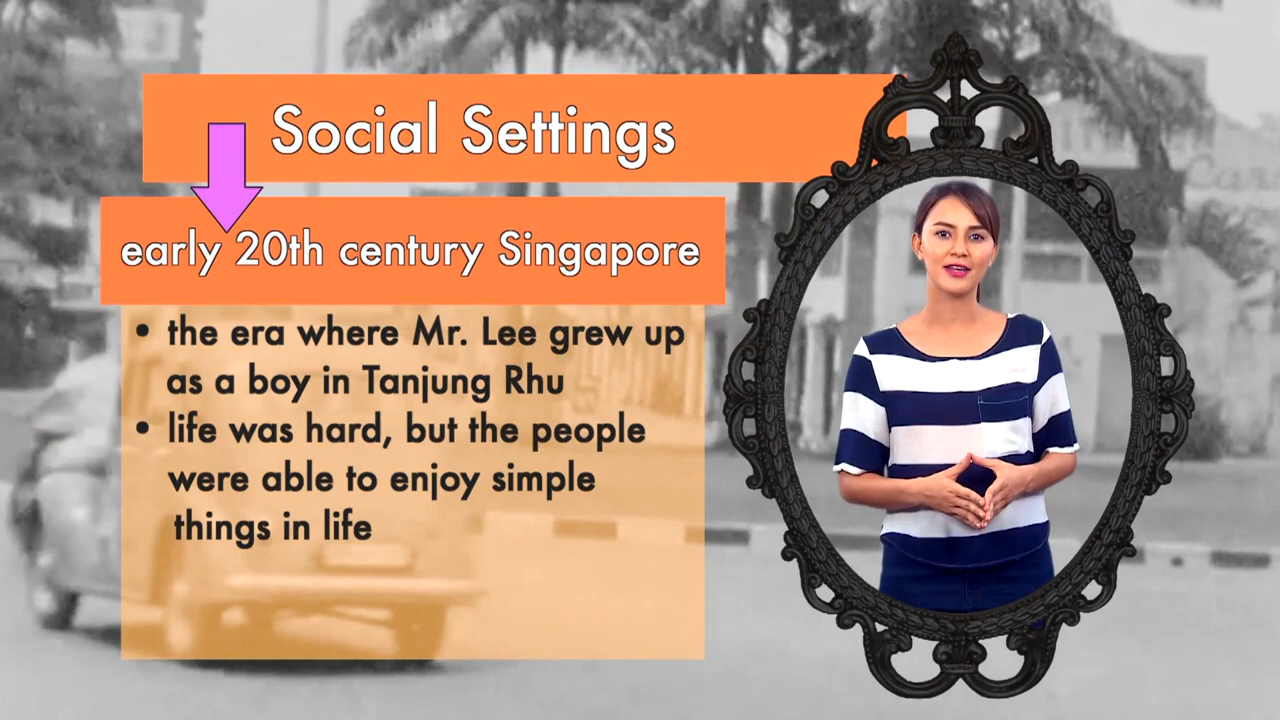 Social Settings
early 20th century Singapore
• the era where Mr. Lee grew up
as a boy in Tanjung Rhu
• life was hard, but the people
were able to enjoy simple
things in life